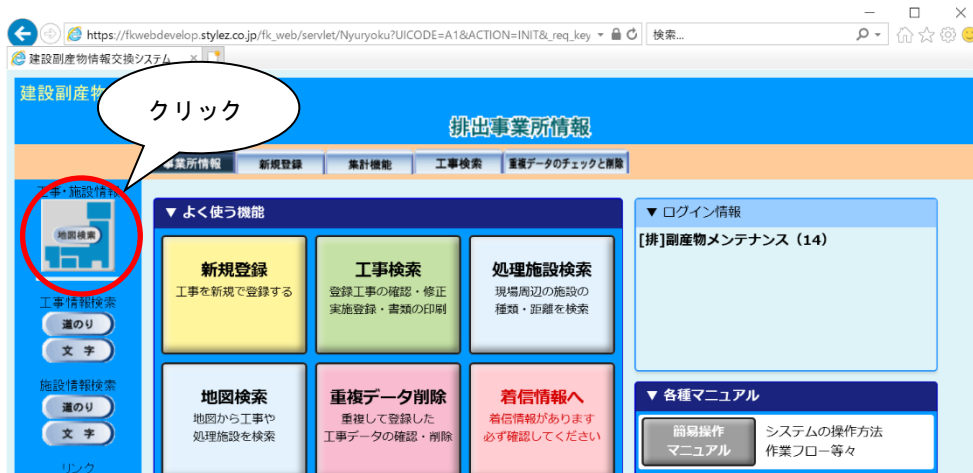 https://fkwebdevelop.stylez.co.jp/fk_web/servlet/Nyuryoku?UICODE=A1&ACTION=INIT&_req_key
検索...
建設副産物情報交換システム
建設副産物
クリック
排出事業所情報
事業所情報
新規登録
集計機能
工事検索
重複データのチェックと削除
工事・施設情報
地図検索
工事情報検索
道のり
文 字
施設情報検索
道のり
文 字
リンク
▼ よく使う機能
新規登録
工事を新規で登録する
工事検索
登録工事の確認・修正
実施登録・書類の印刷
処理施設検索
現場周辺の施設の
種類・距離を検索
地図検索
地図から工事や
処理施設を検索
重複データ削除
重複して登録した
工事データの確認・削除
着信情報へ
着信情報があります
必ず確認してください
▼ ログイン情報
[排]副産物メンテナンス（14）
▼ 各種マニュアル
簡易操作
マニュアル
システムの操作方法
作業フロー等々